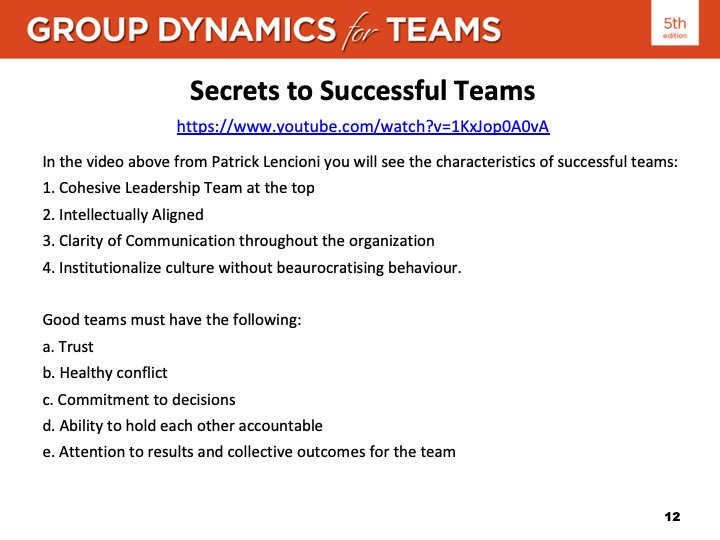 GROUP DYNAMICS for TEAMS
5th
edition
Secrets to Successful Teams
https://www.youtube.com/watch?v=1KxJop0A0vA
In the video above from Patrick Lencioni you will see the characteristics of successful teams:
1. Cohesive Leadership Team at the top
2. Intellectually Aligned
3. Clarity of Communication throughout the organization
4. Institutionalize culture without beaurocratising behaviour.
Good teams must have the following:
a. Trust
b. Healthy conflict
c. Commitment to decisions
d. Ability to hold each other accountable
e. Attention to results and collective outcomes for the team
12